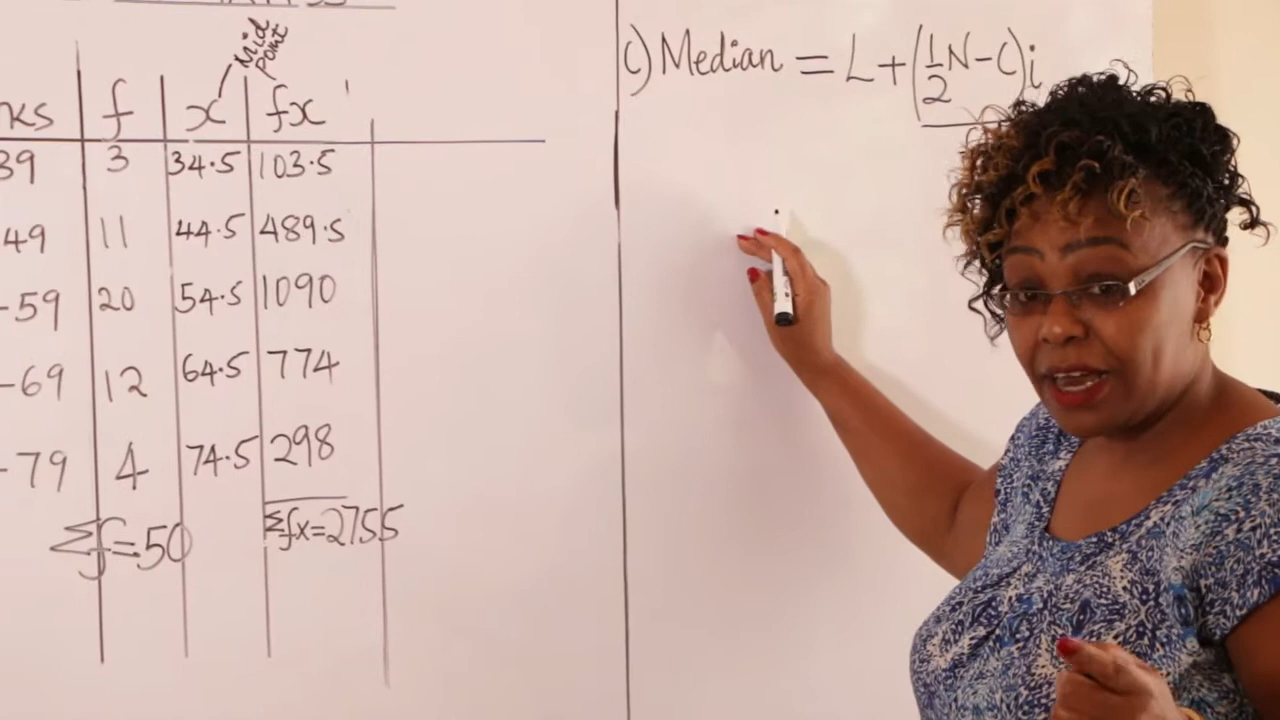 Mid
point
ks f x fx
39 3 34.5 103.5
49 11 44.5 489.5
-59 20 54.5 1090
-69 12 64.5 774
-79 4 74.5 298
Σf=50 Σfx=2755
c) Median = L + (½N - C)i